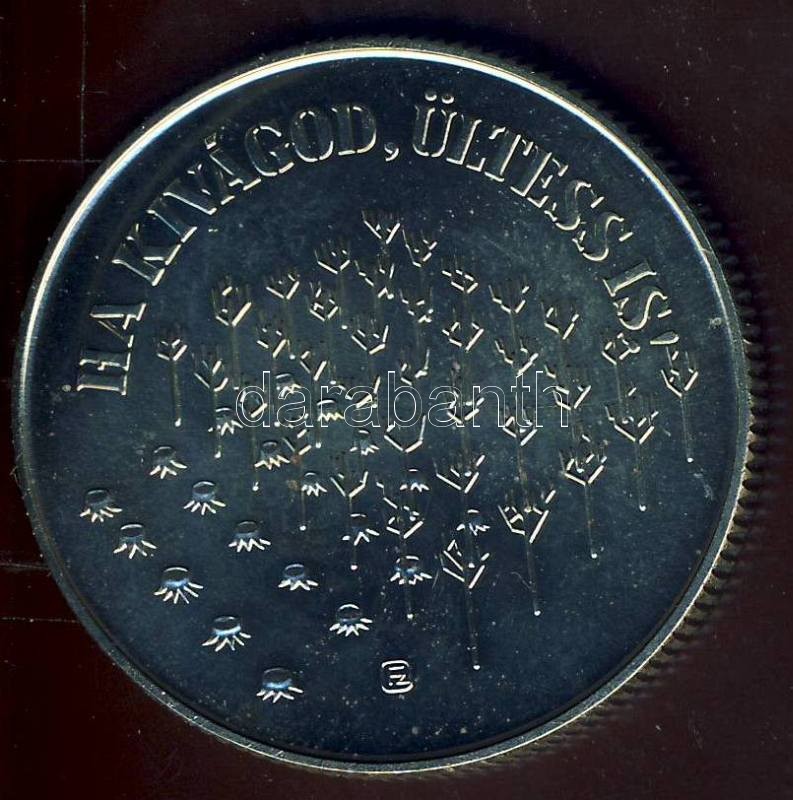 HA KIVÁGOD, ÜLTESS IS!
darabanth